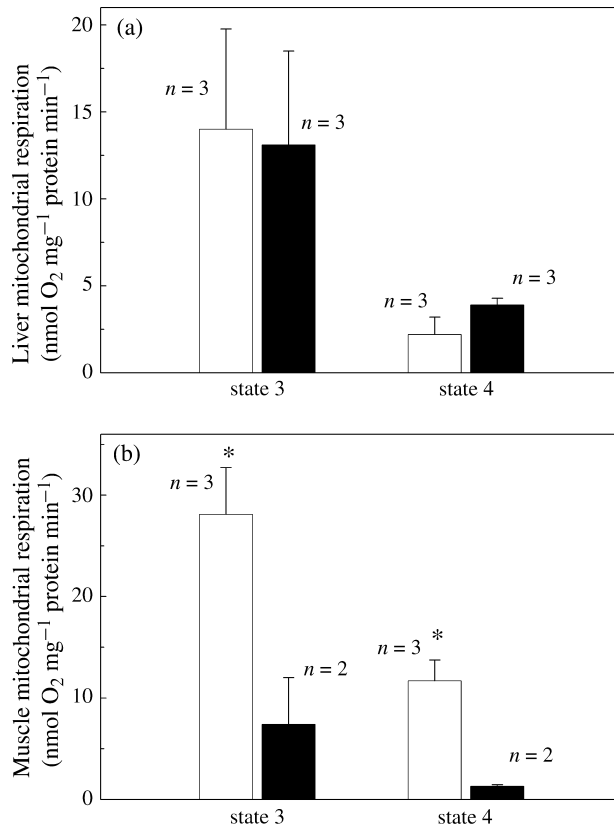 Liver mitochondrial respiration
(nmol O₂ mg⁻¹ protein min⁻¹)
20
15
10
5
0
(a)
n = 3
n = 3
n = 3
n = 3
state 3
state 4
Muscle mitochondrial respiration
(nmol O₂ mg⁻¹ protein min⁻¹)
30
20
10
0
(b)
*
n = 3
n = 2
*
n = 3
n = 2
state 3
state 4